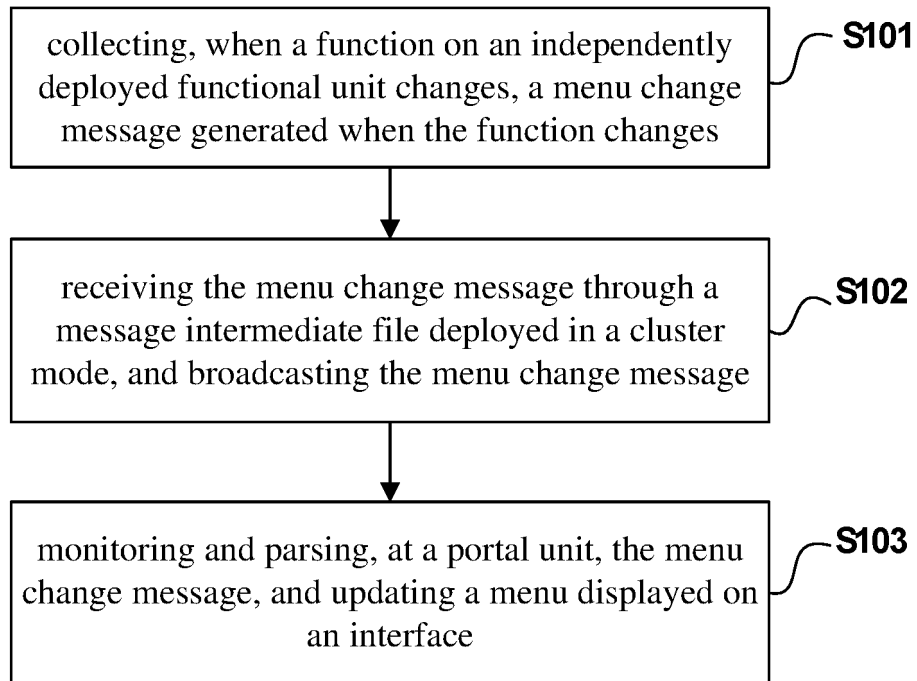 collecting, when a function on an independently
deployed functional unit changes, a menu change
message generated when the function changes
S101
receiving the menu change message through a
message intermediate file deployed in a cluster
mode, and broadcasting the menu change message
S102
monitoring and parsing, at a portal unit, the menu
change message, and updating a menu displayed on
an interface
S103